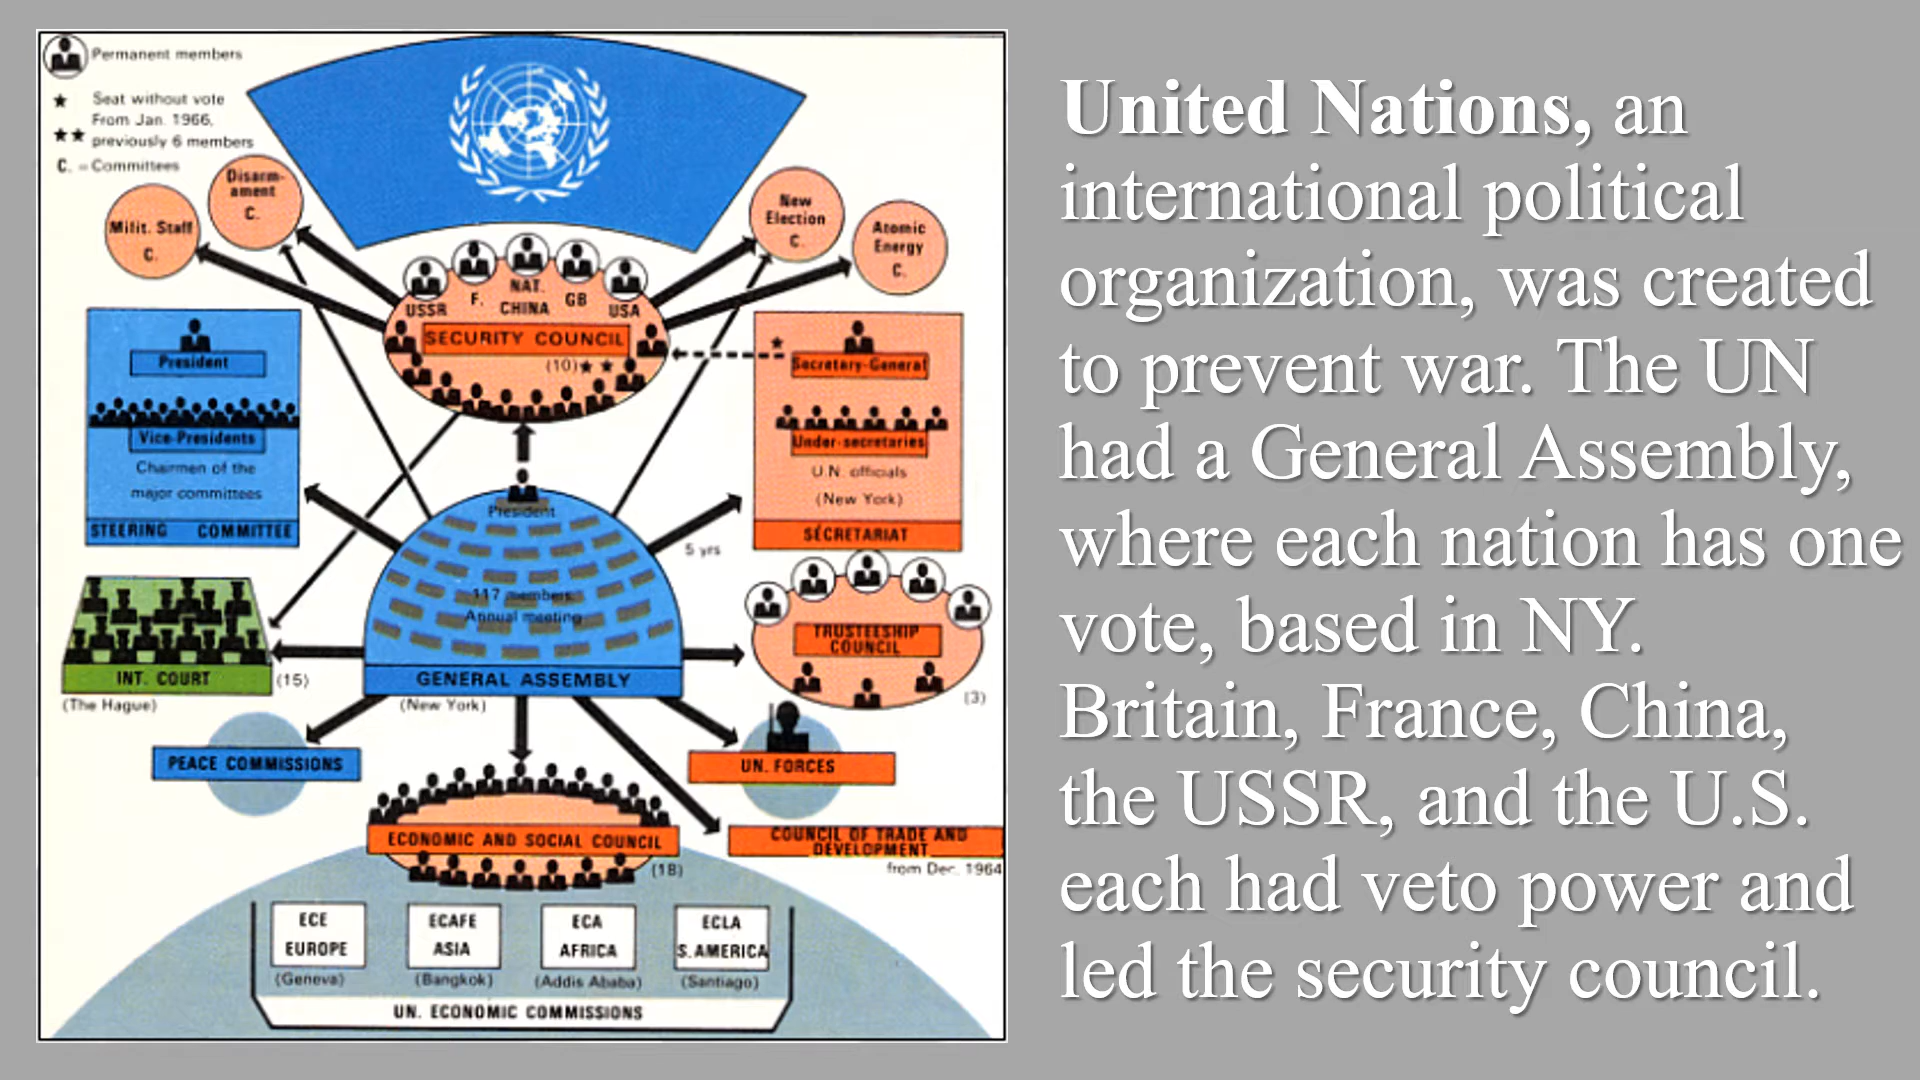 Permanent members
★ Seat without vote
From Jan. 1966,
★★ previously 6 members
C. = Committees
Disarm-
ament
C.
Milit. Staff
C.
New
Election
C.
Atomic
Energy
C.
USSR
F.
NAT.
CHINA
GB
USA
SECURITY COUNCIL
(10)★ ★
President
Vice-Presidents
Chairmen of the
major committees
STEERING COMMITTEE
★
Secretary-General
Under-secretaries
U.N. officials
(New York)
SÉCRETARIAT
President
117 members
Annual meeting
GENERAL ASSEMBLY
(New York)
5 yrs
INT. COURT
(15)
(The Hague)
TRUSTEESHIP
COUNCIL
(3)
PEACE COMMISSIONS
UN. FORCES
ECONOMIC AND SOCIAL COUNCIL
(18)
COUNCIL OF TRADE AND
DEVELOPMENT
from Dec. 1964
ECE
EUROPE
(Geneva)
ECAFE
ASIA
(Bangkok)
ECA
AFRICA
(Addis Ababa)
ECLA
S. AMERICA
(Santiago)
UN. ECONOMIC COMMISSIONS
United Nations, an
international political
organization, was created
to prevent war. The UN
had a General Assembly,
where each nation has one
vote, based in NY.
Britain, France, China,
the USSR, and the U.S.
each had veto power and
led the security council.